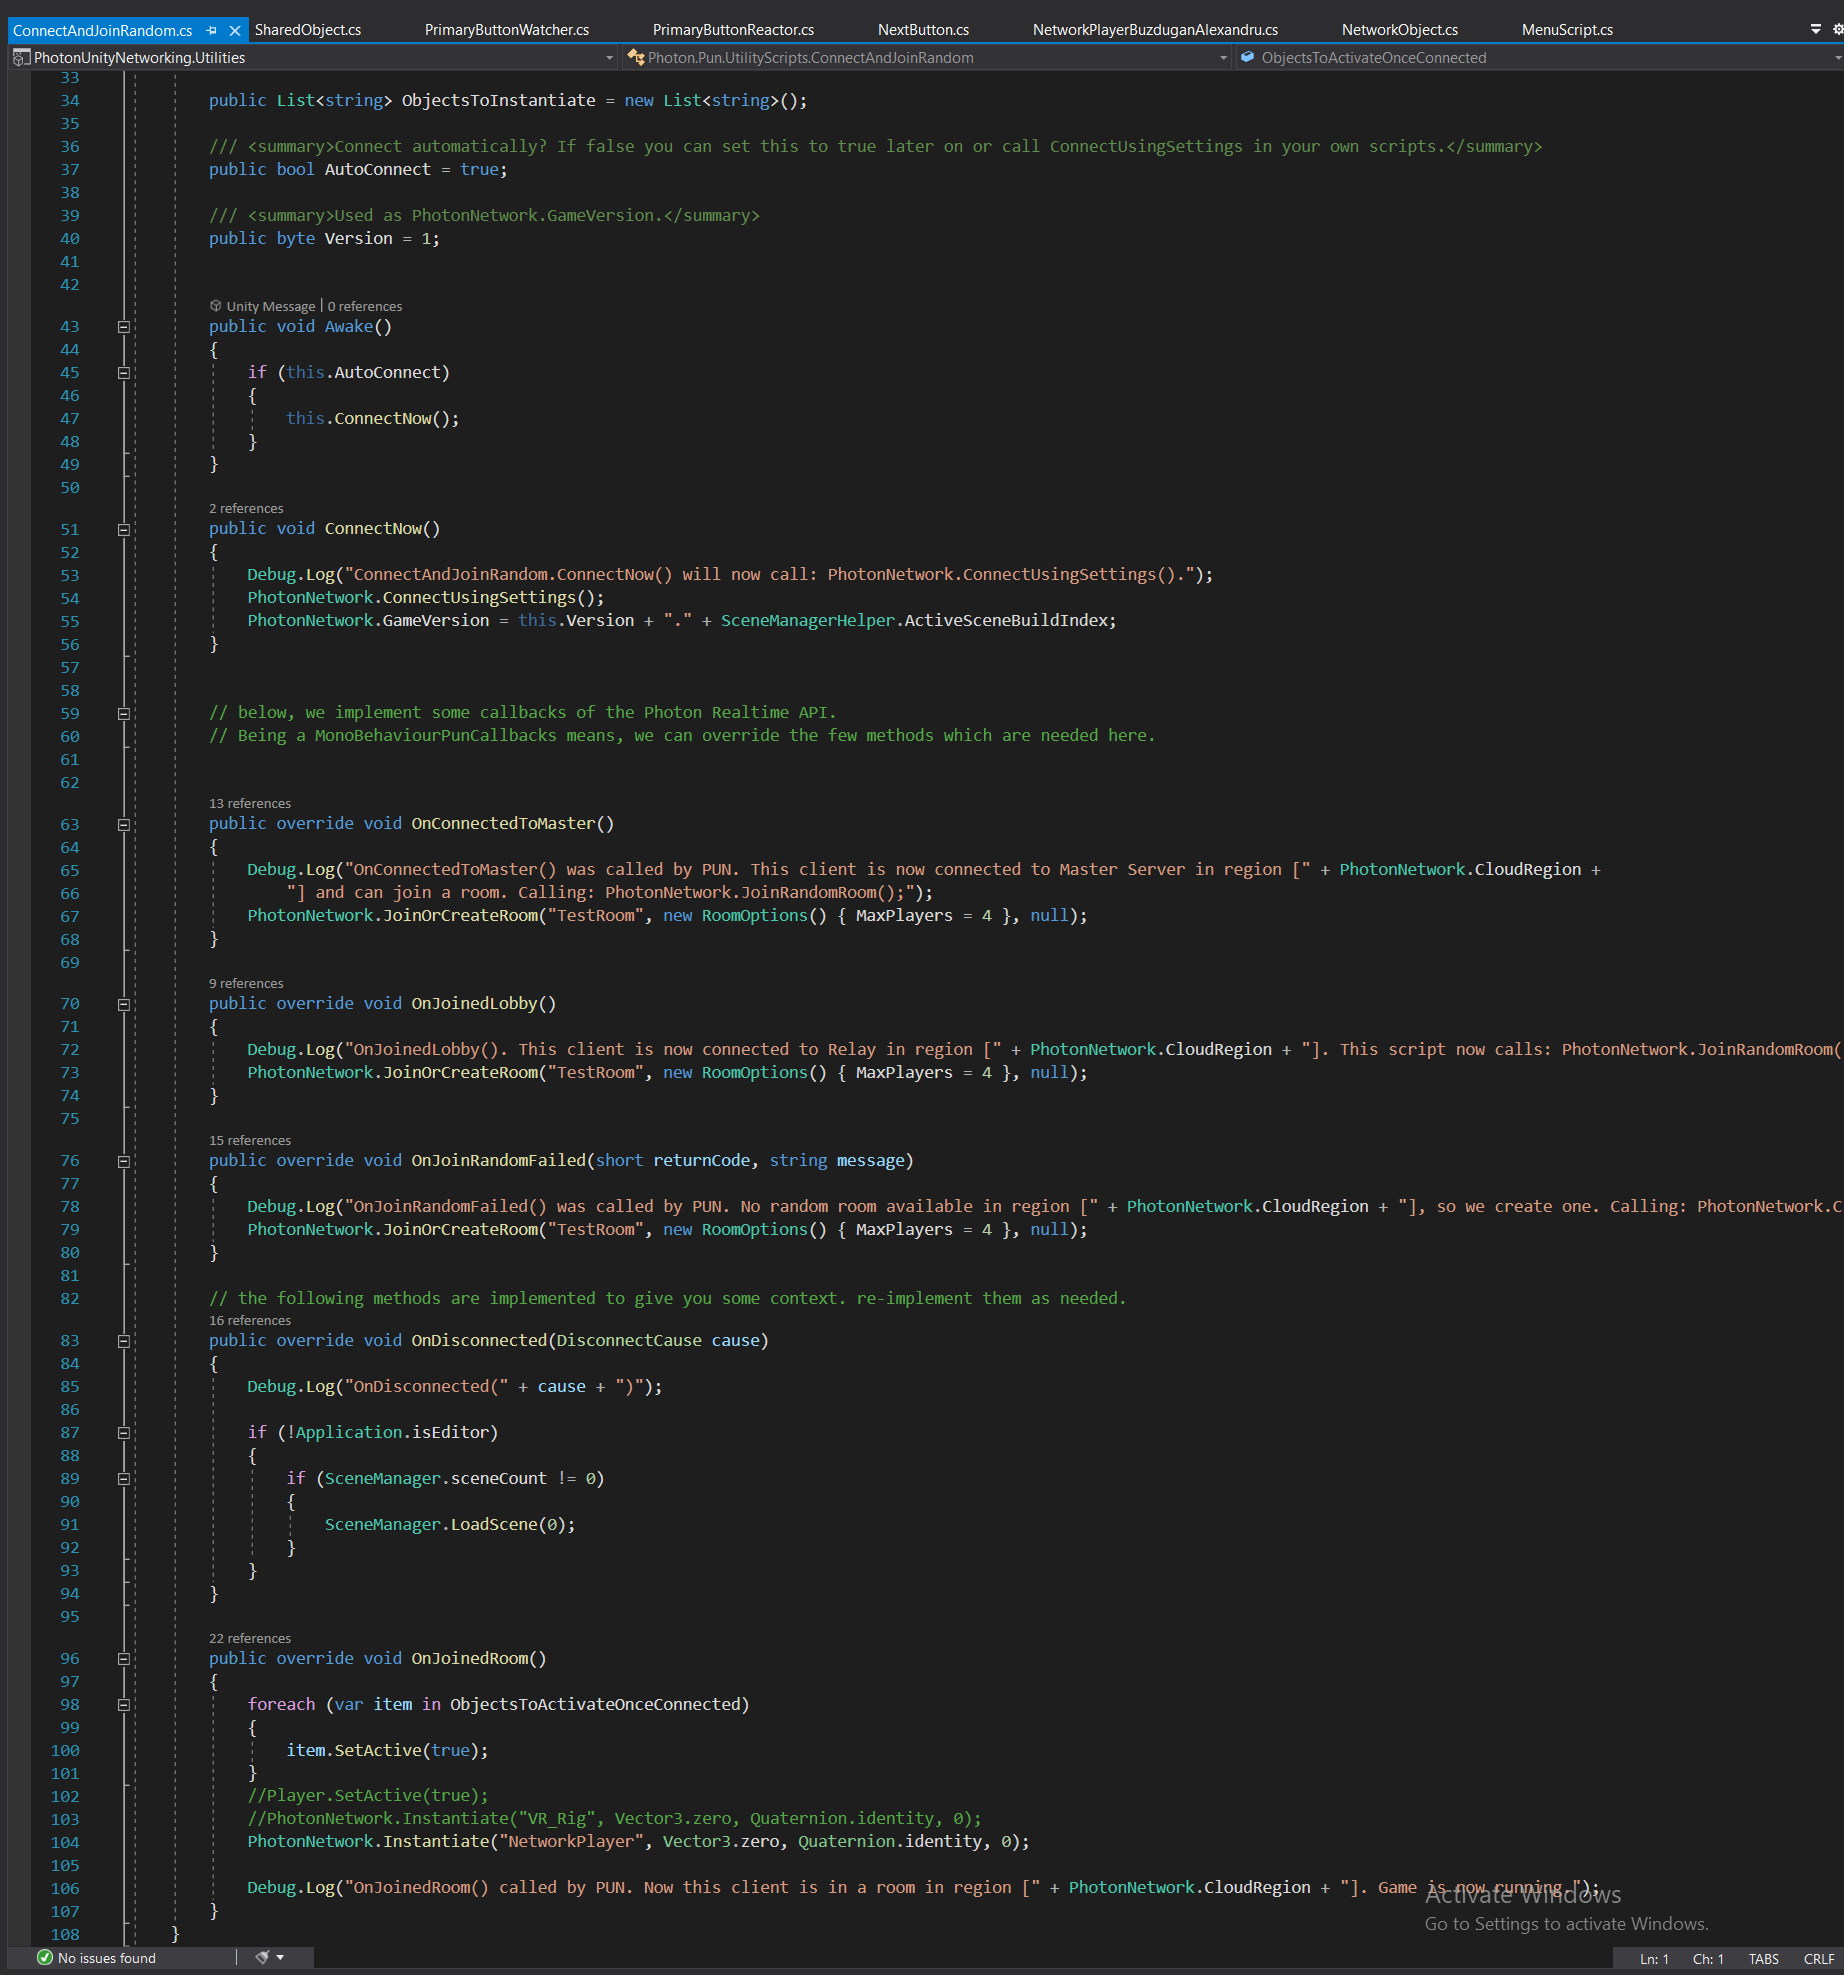 ConnectAndJoinRandom.cs SharedObject.cs PrimaryButtonWatcher.cs PrimaryButtonReactor.cs NextButton.cs NetworkPlayerBuzduganAlexandru.cs NetworkObject.cs MenuScript.cs
PhotonUnityNetworking.Utilities Photon.Pun.UtilityScripts.ConnectAndJoinRandom ObjectsToActivateOnceConnected
33
34 public List<string> ObjectsToInstantiate = new List<string>();
35
36 /// <summary>Connect automatically? If false you can set this to true later on or call ConnectUsingSettings in your own scripts.</summary>
37 public bool AutoConnect = true;
38
39 /// <summary>Used as PhotonNetwork.GameVersion.</summary>
40 public byte Version = 1;
41
42
Unity Message | 0 references
43 public void Awake()
44 {
45 if (this.AutoConnect)
46 {
47 this.ConnectNow();
48 }
49 }
50
2 references
51 public void ConnectNow()
52 {
53 Debug.Log("ConnectAndJoinRandom.ConnectNow() will now call: PhotonNetwork.ConnectUsingSettings().");
54 PhotonNetwork.ConnectUsingSettings();
55 PhotonNetwork.GameVersion = this.Version + "." + SceneManagerHelper.ActiveSceneBuildIndex;
56 }
57
58
59 // below, we implement some callbacks of the Photon Realtime API.
60 // Being a MonoBehaviourPunCallbacks means, we can override the few methods which are needed here.
61
62
13 references
63 public override void OnConnectedToMaster()
64 {
65 Debug.Log("OnConnectedToMaster() was called by PUN. This client is now connected to Master Server in region [" + PhotonNetwork.CloudRegion +
66 "] and can join a room. Calling: PhotonNetwork.JoinRandomRoom();");
67 PhotonNetwork.JoinOrCreateRoom("TestRoom", new RoomOptions() { MaxPlayers = 4 }, null);
68 }
69
9 references
70 public override void OnJoinedLobby()
71 {
72 Debug.Log("OnJoinedLobby(). This client is now connected to Relay in region [" + PhotonNetwork.CloudRegion + "]. This script now calls: PhotonNetwork.JoinRandomRoom(
73 PhotonNetwork.JoinOrCreateRoom("TestRoom", new RoomOptions() { MaxPlayers = 4 }, null);
74 }
75
15 references
76 public override void OnJoinRandomFailed(short returnCode, string message)
77 {
78 Debug.Log("OnJoinRandomFailed() was called by PUN. No random room available in region [" + PhotonNetwork.CloudRegion + "], so we create one. Calling: PhotonNetwork.C
79 PhotonNetwork.JoinOrCreateRoom("TestRoom", new RoomOptions() { MaxPlayers = 4 }, null);
80 }
81
82 // the following methods are implemented to give you some context. re-implement them as needed.
16 references
83 public override void OnDisconnected(DisconnectCause cause)
84 {
85 Debug.Log("OnDisconnected(" + cause + ")");
86
87 if (!Application.isEditor)
88 {
89 if (SceneManager.sceneCount != 0)
90 {
91 SceneManager.LoadScene(0);
92 }
93 }
94 }
95
22 references
96 public override void OnJoinedRoom()
97 {
98 foreach (var item in ObjectsToActivateOnceConnected)
99 {
100 item.SetActive(true);
101 }
102 //Player.SetActive(true);
103 //PhotonNetwork.Instantiate("VR_Rig", Vector3.zero, Quaternion.identity, 0);
104 PhotonNetwork.Instantiate("NetworkPlayer", Vector3.zero, Quaternion.identity, 0);
105
106 Debug.Log("OnJoinedRoom() called by PUN. Now this client is in a room in region [" + PhotonNetwork.CloudRegion + "]. Game is now running.");
107 }
108 }
Activate Windows
Go to Settings to activate Windows.
No issues found Ln: 1 Ch: 1 TABS CRLF